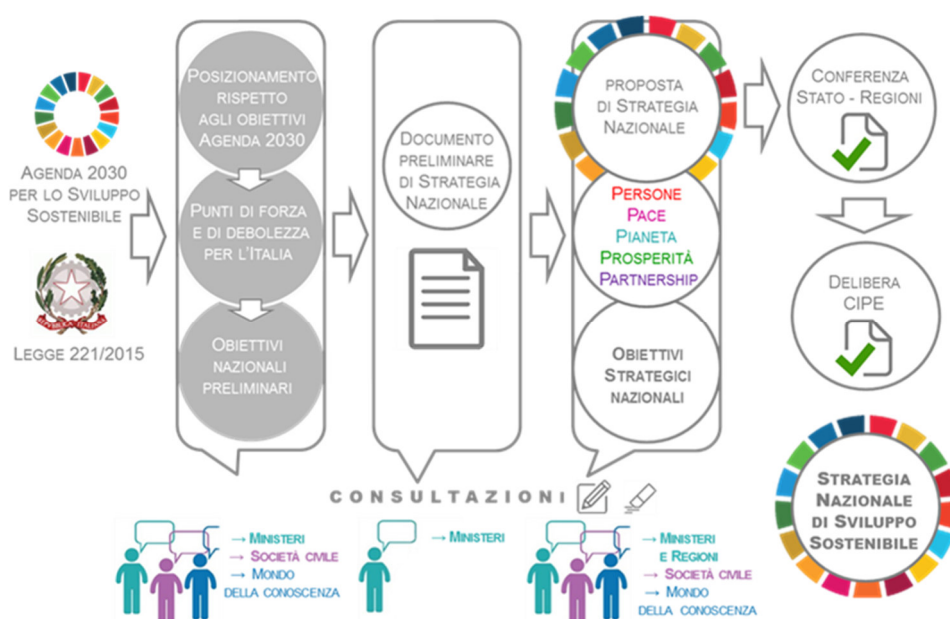 AGENDA 2030
PER LO SVILUPPO
SOSTENIBILE
REPVBBLICA ITALIANA
LEGGE 221/2015
POSIZIONAMENTO
RISPETTO
AGLI OBIETTIVI
AGENDA 2030
PUNTI DI FORZA
E DI DEBOLEZZA
PER L'ITALIA
OBIETTIVI
NAZIONALI
PRELIMINARI
DOCUMENTO
PRELIMINARE
DI STRATEGIA
NAZIONALE
PROPOSTA
DI STRATEGIA
NAZIONALE
PERSONE
PACE
PIANETA
PROSPERITÀ
PARTNERSHIP
OBIETTIVI
STRATEGICI
NAZIONALI
CONFERENZA
STATO - REGIONI
DELIBERA
CIPE
STRATEGIA
NAZIONALE
DI SVILUPPO
SOSTENIBILE
CONSULTAZIONI
→ MINISTERI
→ SOCIETÀ CIVILE
→ MONDO
DELLA CONOSCENZA
→ MINISTERI
→ MINISTERI
E REGIONI
→ SOCIETÀ CIVILE
→ MONDO
DELLA CONOSCENZA